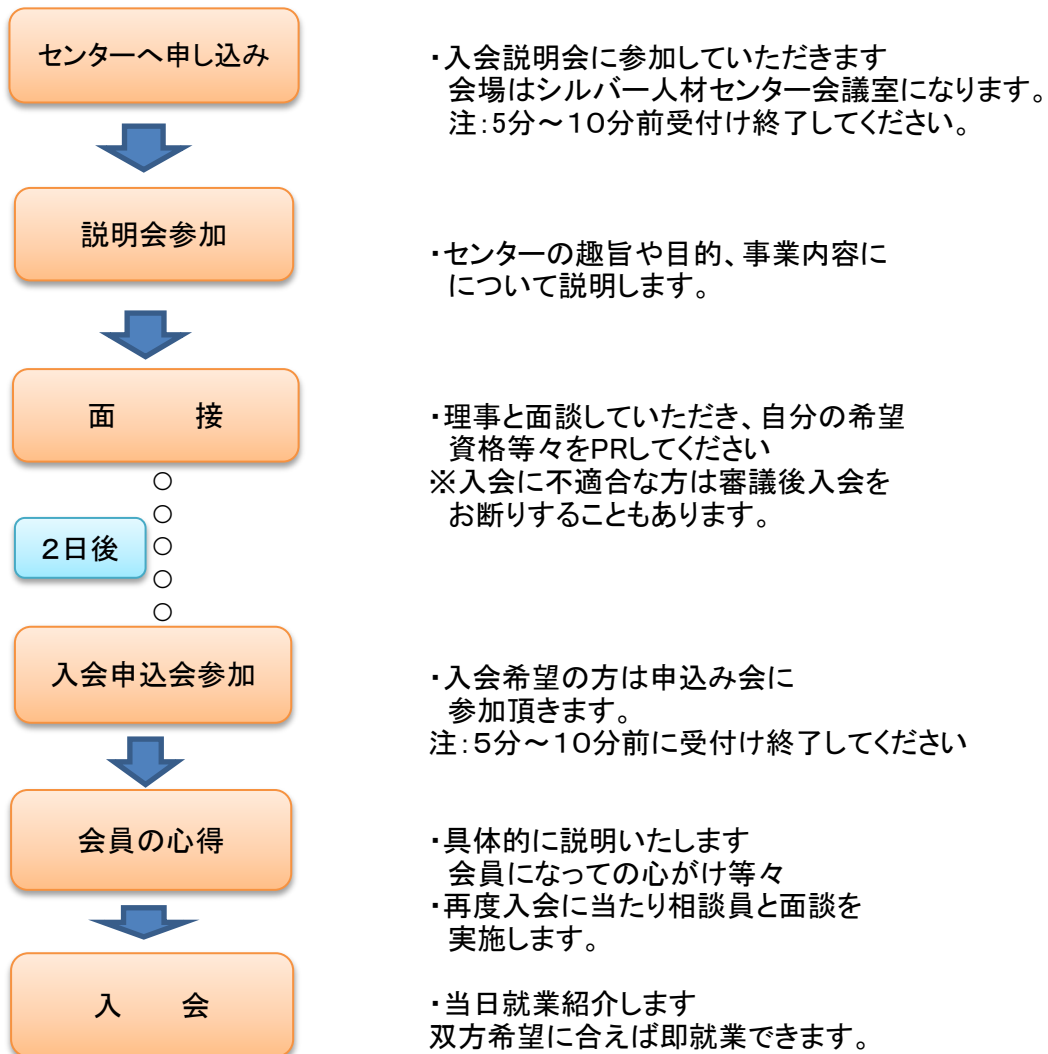 センターへ申し込み
・入会説明会に参加していただきます
会場はシルバー人材センター会議室になります。
注:5分～１０分前受付け終了してください。
説明会参加
・センターの趣旨や目的、事業内容に
について説明します。
面　　接
・理事と面談していただき、自分の希望
資格等々をPRしてください
※入会に不適合な方は審議後入会を
お断りすることもあります。
２日後
入会申込会参加
・入会希望の方は申込み会に
参加頂きます。
注:５分～１０分前に受付け終了してください
会員の心得
・具体的に説明いたします
会員になっての心がけ等々
・再度入会に当たり相談員と面談を
実施します。
入　　会
・当日就業紹介します
双方希望に合えば即就業できます。